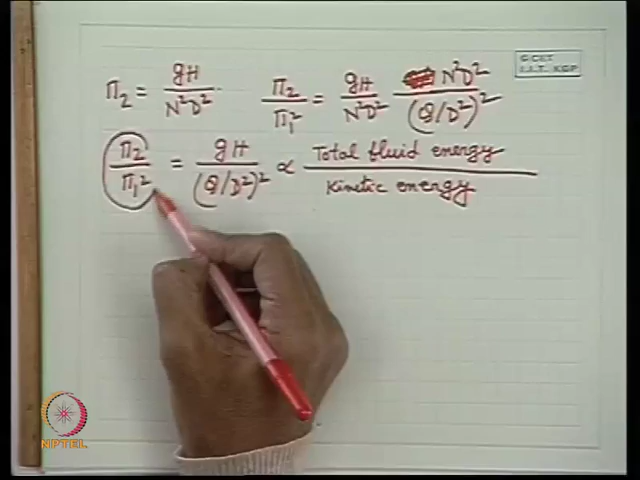 Π₂ = gH/N²D² Π₂/Π₁² = gH/N²D² N²D²/(Q/D²)²
Π₂/Π₁² = gH/(Q/D²)² ∝ Total fluid energy/Kinetic energy
© CET
I.I.T. KGP
NPTEL